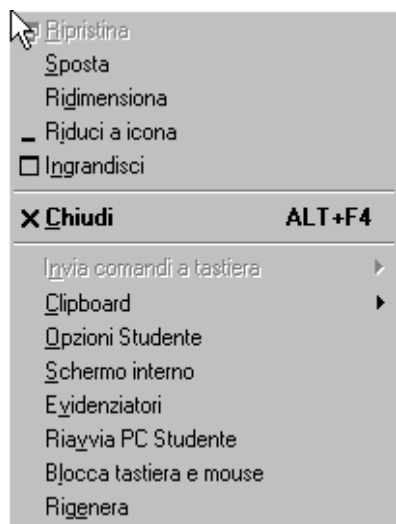 Ripristina
Sposta
Ridimensiona
Riduci a icona
Ingrandisci
Chiudi ALT+F4
Invia comandi a tastiera
Clipboard
Opzioni Studente
Schermo interno
Evidenziatori
Riavvia PC Studente
Blocca tastiera e mouse
Rigenera